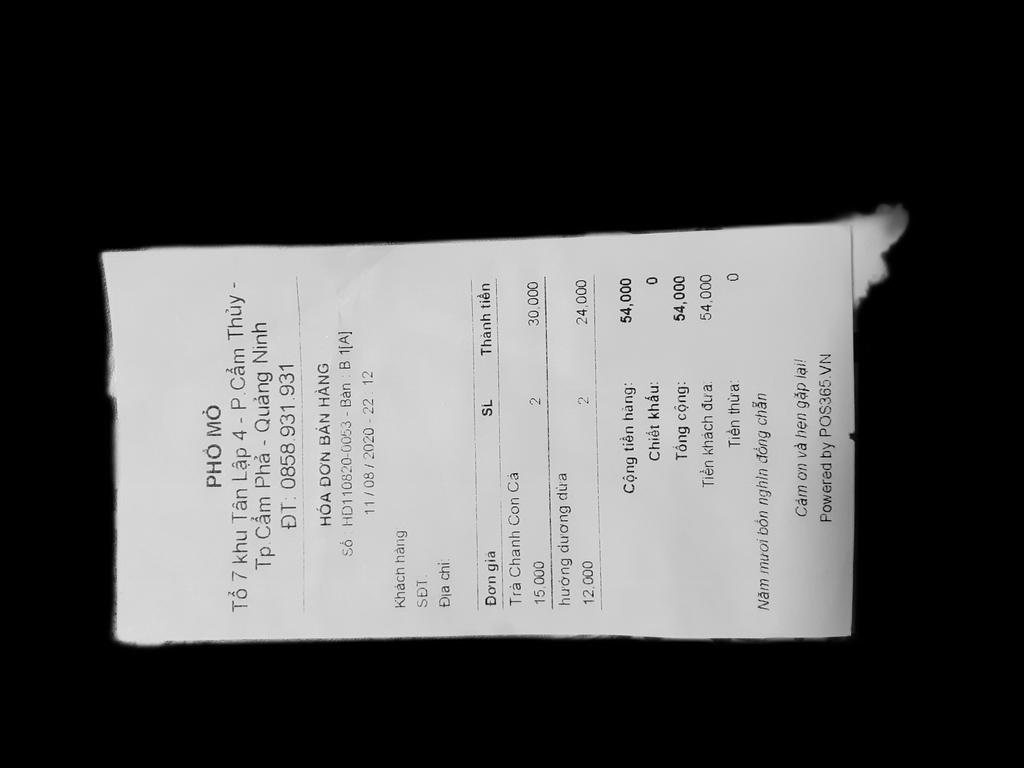 PHỐ MỎ
Tổ 7 khu Tân Lập 4 - P.Cẩm Thủy -
Tp.Cẩm Phả - Quảng Ninh
ĐT: 0858.931.931
HÓA ĐƠN BÁN HÀNG
Số : HD110820-0053 - Bàn : B 1[A]
11 / 08 / 2020 - 22 : 12
Khách hàng:
SĐT:
Địa chỉ:
Đơn giá SL Thành tiền
Trà Chanh Con Cá
15,000 2 30,000
hướng dương dừa
12,000 2 24,000
Cộng tiền hàng: 54,000
Chiết khấu: 0
Tổng cộng: 54,000
Tiền khách đưa: 54,000
Tiền thừa: 0
Năm mươi bốn nghìn đồng chẵn
Cảm ơn và hẹn gặp lại!
Powered by POS365.VN